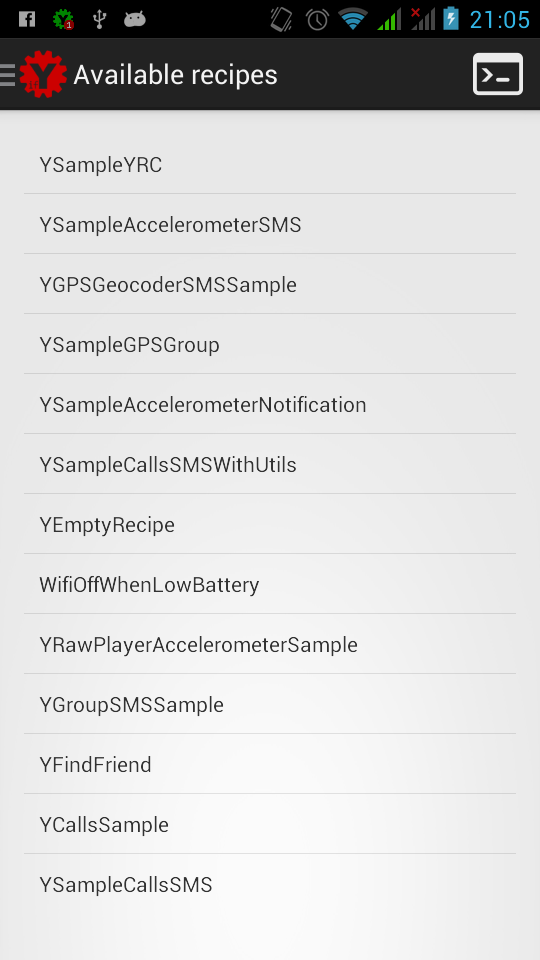 21:05
Available recipes
YSampleYRC
YSampleAccelerometerSMS
YGPSGeocoderSMSSample
YSampleGPSGroup
YSampleAccelerometerNotification
YSampleCallsSMSWithUtils
YEmptyRecipe
WifiOffWhenLowBattery
YRawPlayerAccelerometerSample
YGroupSMSSample
YFindFriend
YCallsSample
YSampleCallsSMS